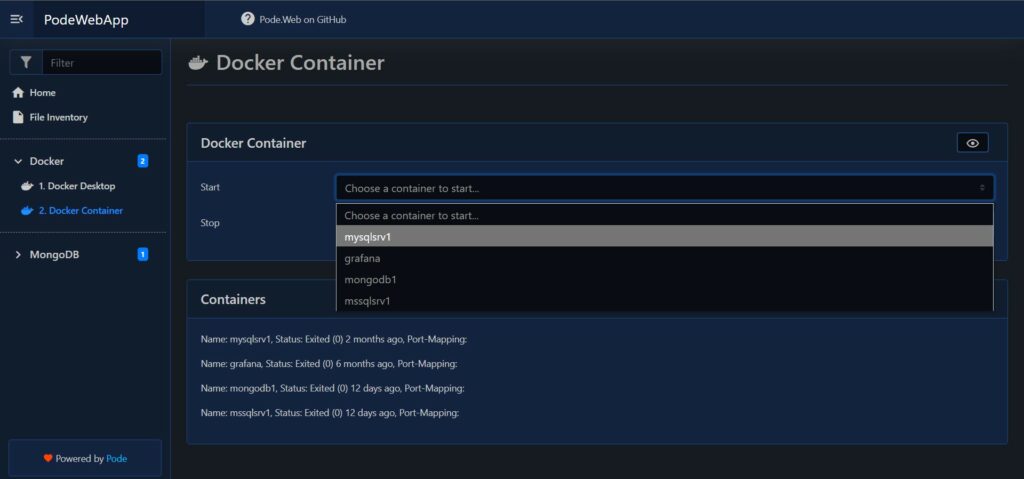 PodeWebApp
Pode.Web on GitHub
Filter
Home
File Inventory
Docker 2
1. Docker Desktop
2. Docker Container
MongoDB 1
Powered by Pode
Docker Container
Docker Container
Start Choose a container to start...
Stop
Choose a container to start...
mysqlsrv1
grafana
mongodb1
mssqlsrv1
Containers
Name: mysqlsrv1, Status: Exited (0) 2 months ago, Port-Mapping:
Name: grafana, Status: Exited (0) 6 months ago, Port-Mapping:
Name: mongodb1, Status: Exited (0) 12 days ago, Port-Mapping:
Name: mssqlsrv1, Status: Exited (0) 12 days ago, Port-Mapping: